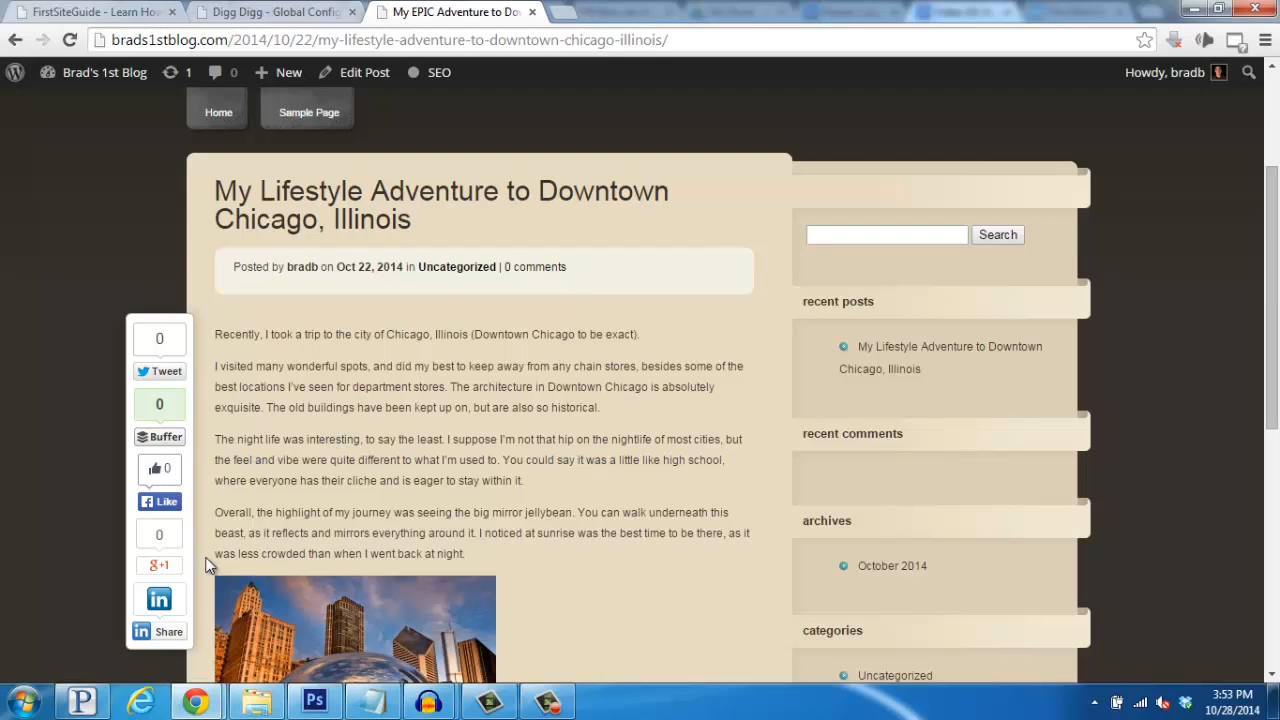 FirstSiteGuide - Learn Ho
Digg Digg - Global Config
My EPIC Adventure to Do
brads1stblog.com/2014/10/22/my-lifestyle-adventure-to-downtown-chicago-illinois/
Brad's 1st Blog 1 0 New Edit Post SEO Howdy, bradb
Home
Sample Page
My Lifestyle Adventure to Downtown
Chicago, Illinois
Posted by bradb on Oct 22, 2014 in Uncategorized | 0 comments
Recently, I took a trip to the city of Chicago, Illinois (Downtown Chicago to be exact).
I visited many wonderful spots, and did my best to keep away from any chain stores, besides some of the
best locations I've seen for department stores. The architecture in Downtown Chicago is absolutely
exquisite. The old buildings have been kept up on, but are also so historical.
The night life was interesting, to say the least. I suppose I'm not that hip on the nightlife of most cities, but
the feel and vibe were quite different to what I'm used to. You could say it was a little like high school,
where everyone has their cliche and is eager to stay within it.
Overall, the highlight of my journey was seeing the big mirror jellybean. You can walk underneath this
beast, as it reflects and mirrors everything around it. I noticed at sunrise was the best time to be there, as it
was less crowded than when I went back at night.
0
Tweet
0
Buffer
0
Like
0
g+1
in
in Share
Search
recent posts
My Lifestyle Adventure to Downtown
Chicago, Illinois
recent comments
archives
October 2014
categories
Uncategorized
P
Ps
3:53 PM
10/28/2014